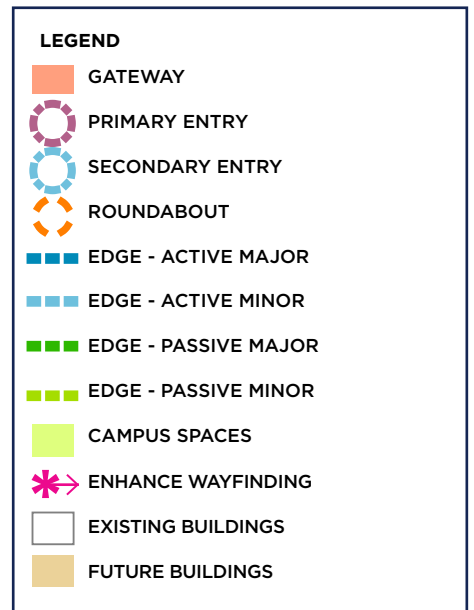 LEGEND
GATEWAY
PRIMARY ENTRY
SECONDARY ENTRY
ROUNDABOUT
EDGE - ACTIVE MAJOR
EDGE - ACTIVE MINOR
EDGE - PASSIVE MAJOR
EDGE - PASSIVE MINOR
CAMPUS SPACES
ENHANCE WAYFINDING
EXISTING BUILDINGS
FUTURE BUILDINGS